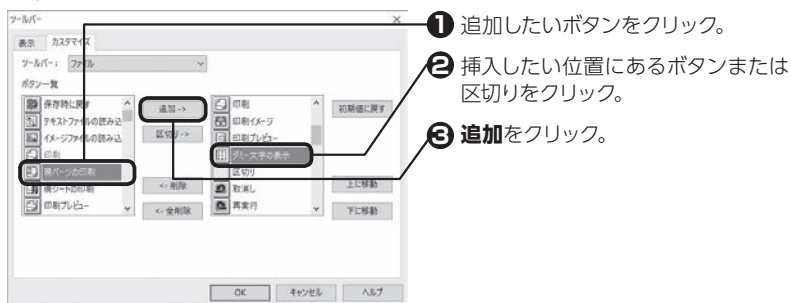 ツールバー
×
表示 カスタマイズ
ツールバー： ファイル
ボタン一覧
保存時に戻す
テキストファイルの読み込
イメージファイルの読み込
印刷
現ページの印刷
現シートの印刷
印刷プレビュー
追加->
区切り->
<-削除
<-全削除
印刷
印刷イメージ
印刷プレビュー
ダミー文字の表示
区切り
取消し
再実行
初期値に戻す
上に移動
下に移動
OK キャンセル ヘルプ
❶ 追加したいボタンをクリック。
❷ 挿入したい位置にあるボタンまたは
区切りをクリック。
❸ 追加をクリック。